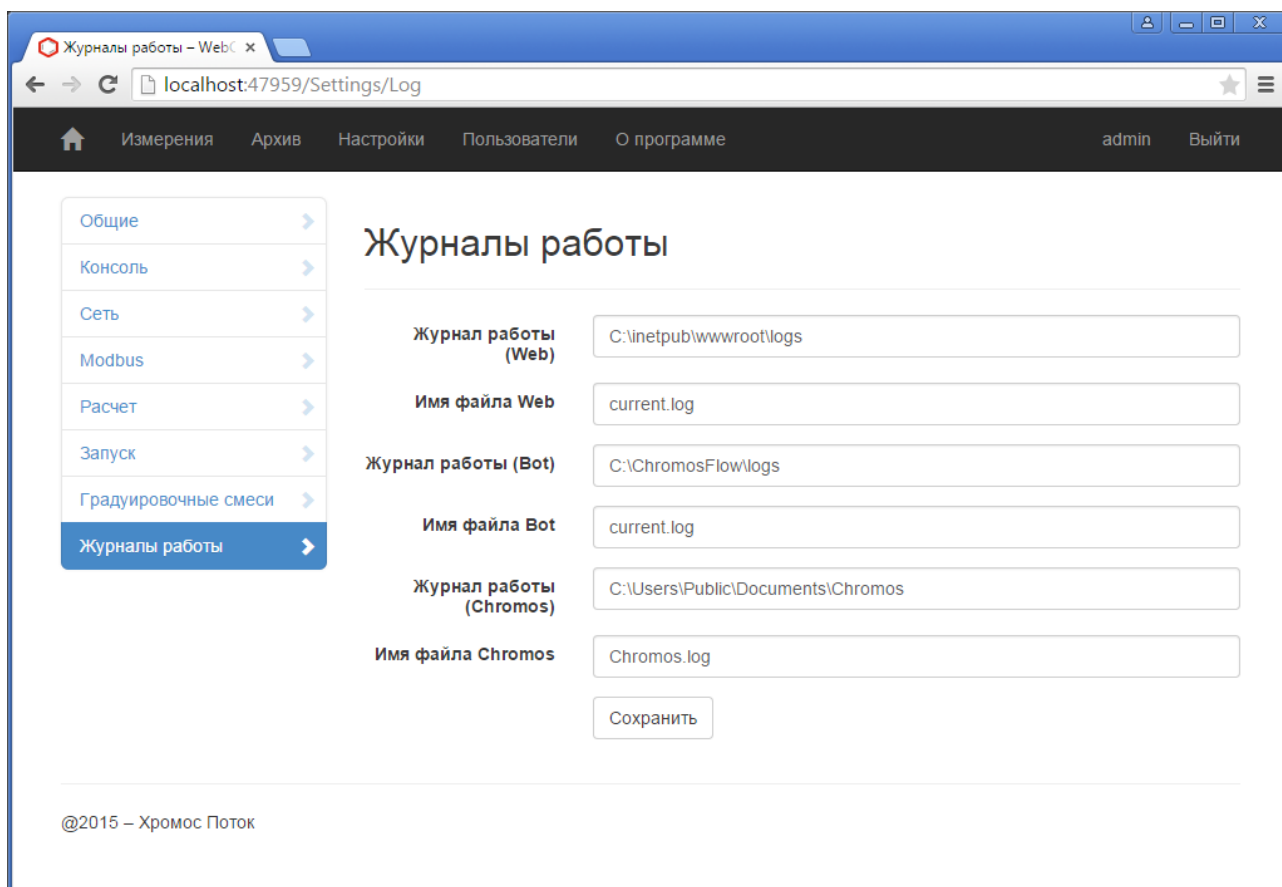 Журналы работы – WebC
localhost:47959/Settings/Log
Измерения Архив Настройки Пользователи О программе admin Выйти
Общие
Консоль
Сеть
Modbus
Расчет
Запуск
Градуировочные смеси
Журналы работы
Журналы работы
Журнал работы
(Web)
C:\inetpub\wwwroot\logs
Имя файла Web
current.log
Журнал работы (Bot)
C:\ChromosFlow\logs
Имя файла Bot
current.log
Журнал работы
(Chromos)
C:\Users\Public\Documents\Chromos
Имя файла Chromos
Chromos.log
Сохранить
@2015 – Хромос Поток